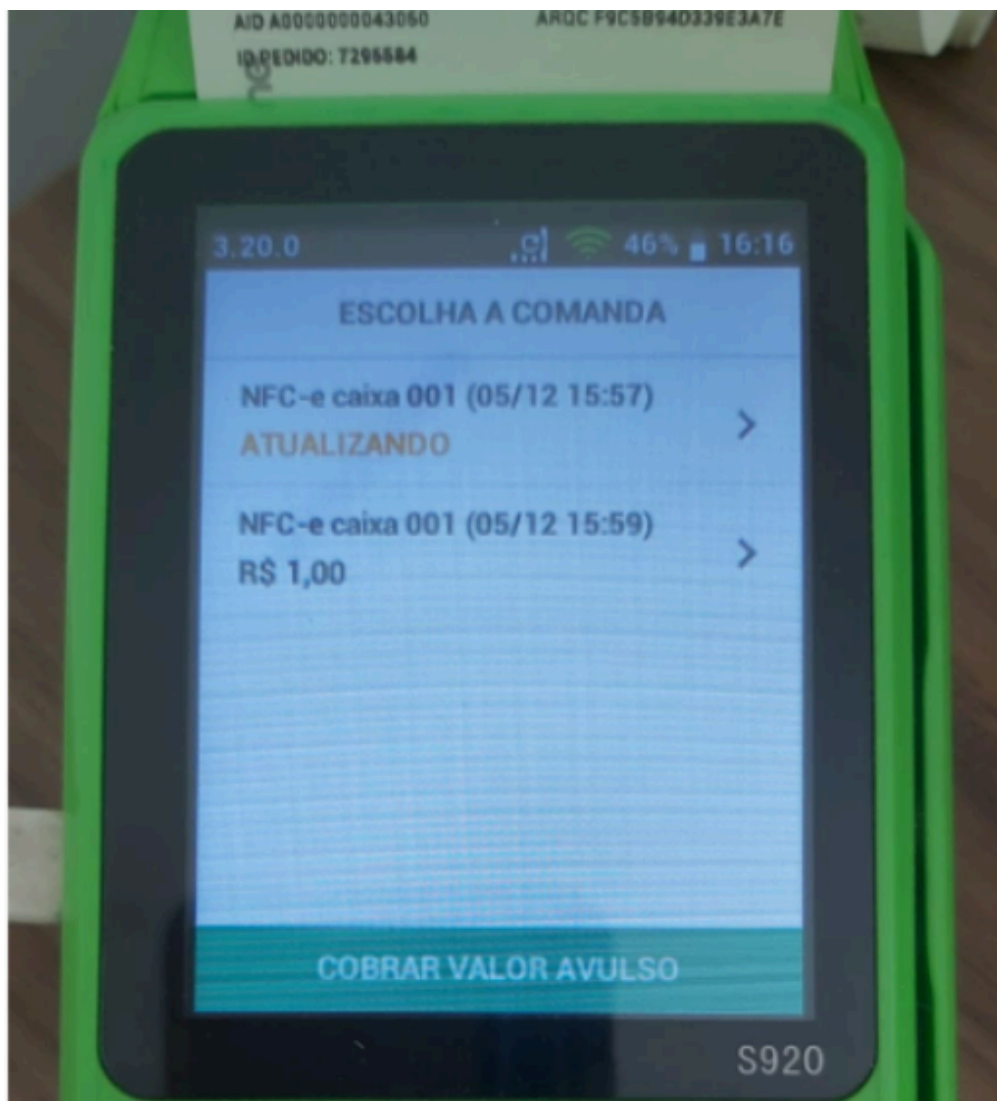 AID A0000000043060 ARQC F9C5B94D339E3A7E
ID PEDIDO: 7296684
3.20.0 46% 16:16
ESCOLHA A COMANDA
NFC-e caixa 001 (05/12 15:57)
ATUALIZANDO
NFC-e caixa 001 (05/12 15:59)
R$ 1,00
COBRAR VALOR AVULSO
S920